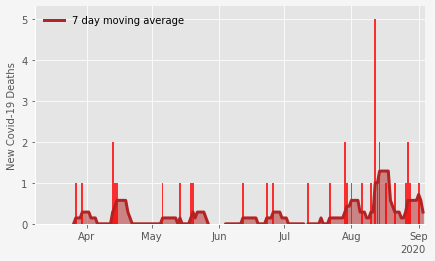 7 day moving average
New Covid-19 Deaths
5
4
3
2
1
0
Apr
May
Jun
Jul
Aug
Sep
2020